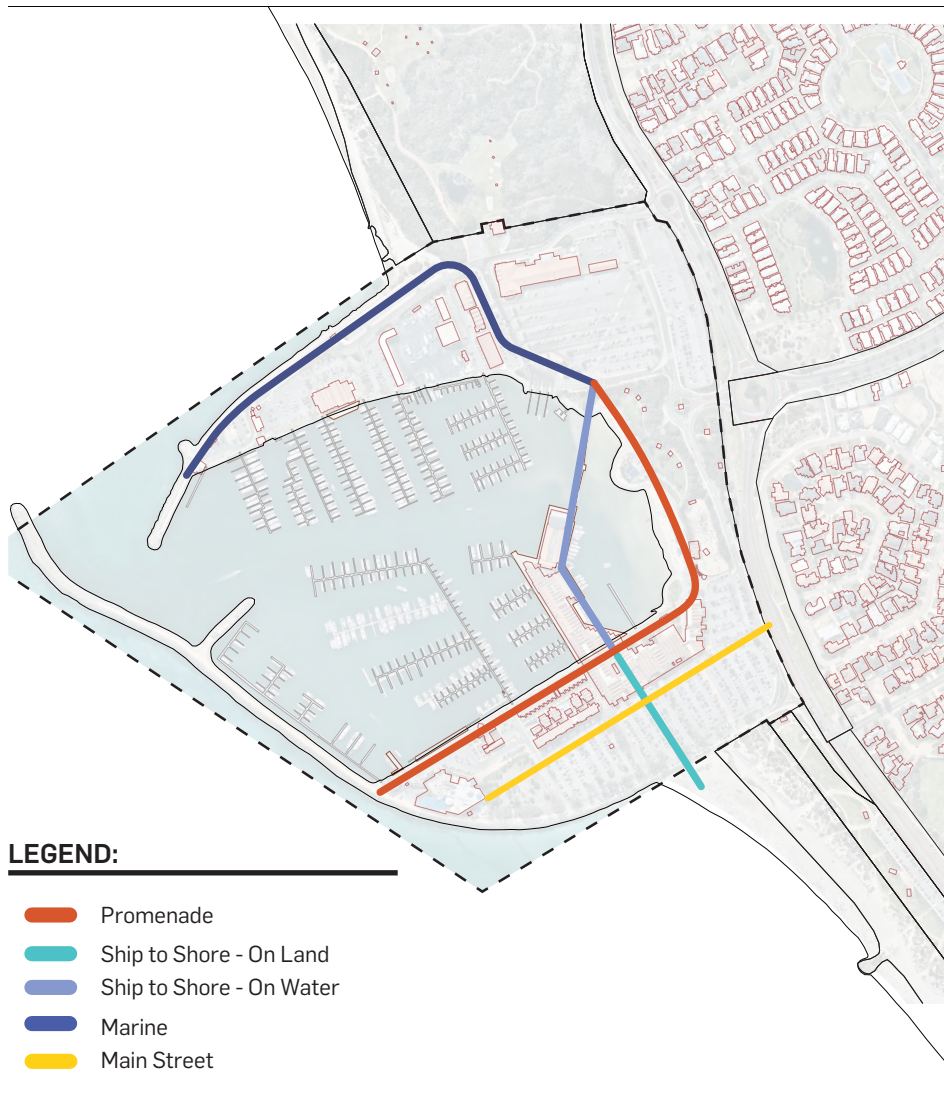 LEGEND:
Promenade
Ship to Shore - On Land
Ship to Shore - On Water
Marine
Main Street